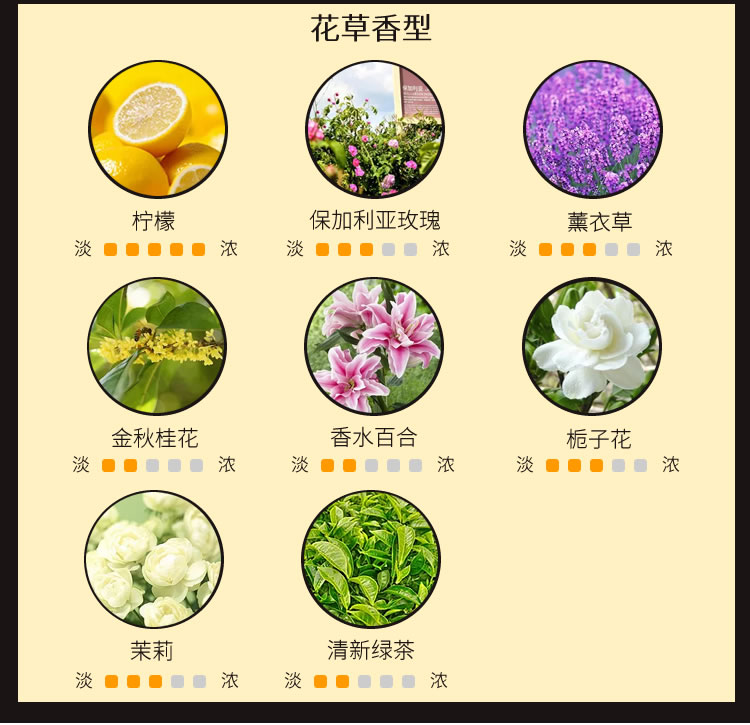 花草香型
柠檬
保加利亚玫瑰
薰衣草
淡 浓
淡 浓
淡 浓
金秋桂花
香水百合
栀子花
淡 浓
淡 浓
淡 浓
茉莉
清新绿茶
淡 浓
淡 浓